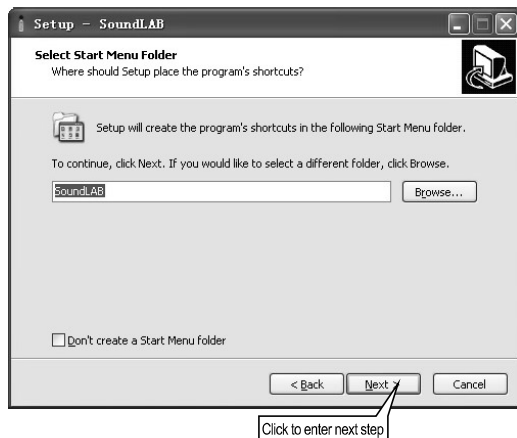 Setup - SoundLAB
Select Start Menu Folder
Where should Setup place the program's shortcuts?
Setup will create the program's shortcuts in the following Start Menu folder.
To continue, click Next. If you would like to select a different folder, click Browse.
SoundLAB
Browse...
Don't create a Start Menu folder
< Back
Next >
Cancel
Click to enter next step